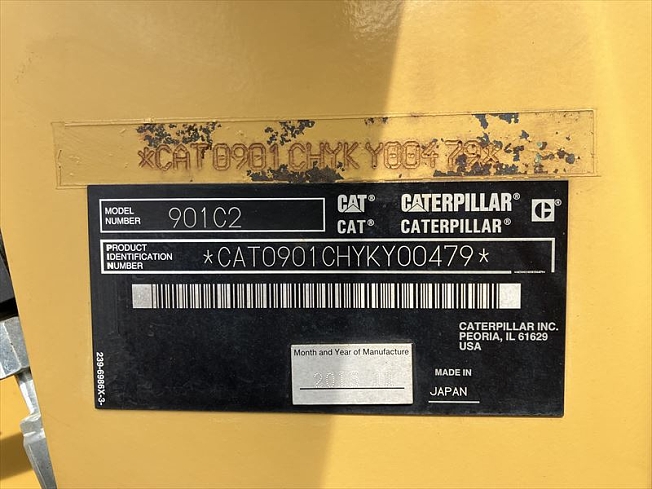 *CAT0901CHYKY00479*
MODEL NUMBER 901C2
CAT® CATERPILLAR® C
CAT® CATERPILLAR®
PRODUCT IDENTIFICATION NUMBER *CAT0901CHYKY00479*
CATERPILLAR INC.
PEORIA, IL 61629
USA
Month and Year of Manufacture
MADE IN
JAPAN
239-6986X-3-